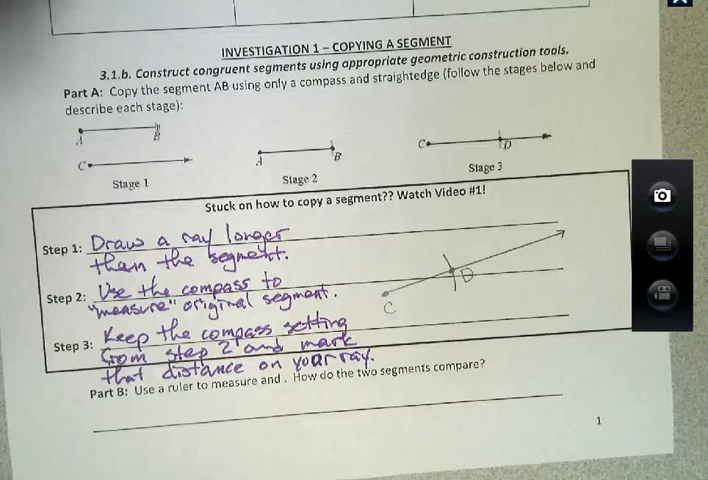 INVESTIGATION 1 – COPYING A SEGMENT
3.1.b. Construct congruent segments using appropriate geometric construction tools.
Part A: Copy the segment AB using only a compass and straightedge (follow the stages below and
describe each stage):
A B
C
Stage 1
A B
Stage 2
C D
Stage 3
Stuck on how to copy a segment?? Watch Video #1!
Step 1: Draw a ray longer
than the segment.
Step 2: Use the compass to
"measure" original segment.
Step 3: Keep the compass setting
from step 2 and mark
that distance on your ray.
C D
Part B: Use a ruler to measure and . How do the two segments compare?
1